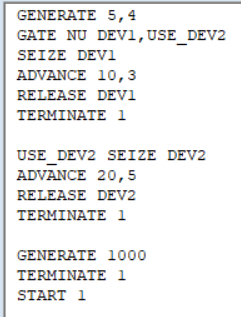 GENERATE 5,4
GATE NU DEV1,USE_DEV2
SEIZE DEV1
ADVANCE 10,3
RELEASE DEV1
TERMINATE 1
USE_DEV2 SEIZE DEV2
ADVANCE 20,5
RELEASE DEV2
TERMINATE 1
GENERATE 1000
TERMINATE 1
START 1